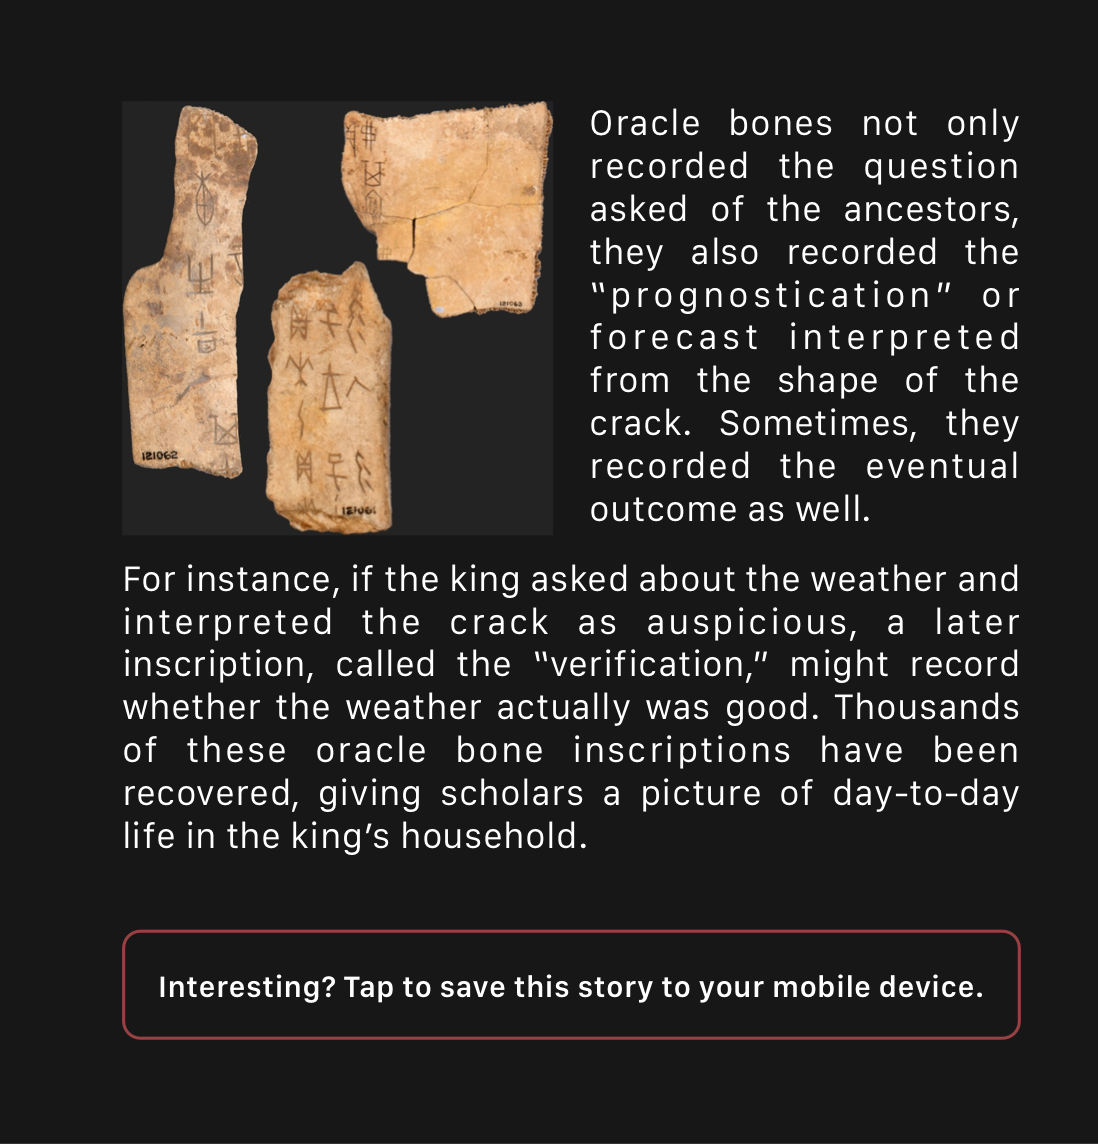 Oracle bones not only
recorded the question
asked of the ancestors,
they also recorded the
“prognostication” or
forecast interpreted
from the shape of the
crack. Sometimes, they
recorded the eventual
outcome as well.
121062
121063
121061
For instance, if the king asked about the weather and
interpreted the crack as auspicious, a later
inscription, called the “verification,” might record
whether the weather actually was good. Thousands
of these oracle bone inscriptions have been
recovered, giving scholars a picture of day-to-day
life in the king’s household.
Interesting? Tap to save this story to your mobile device.